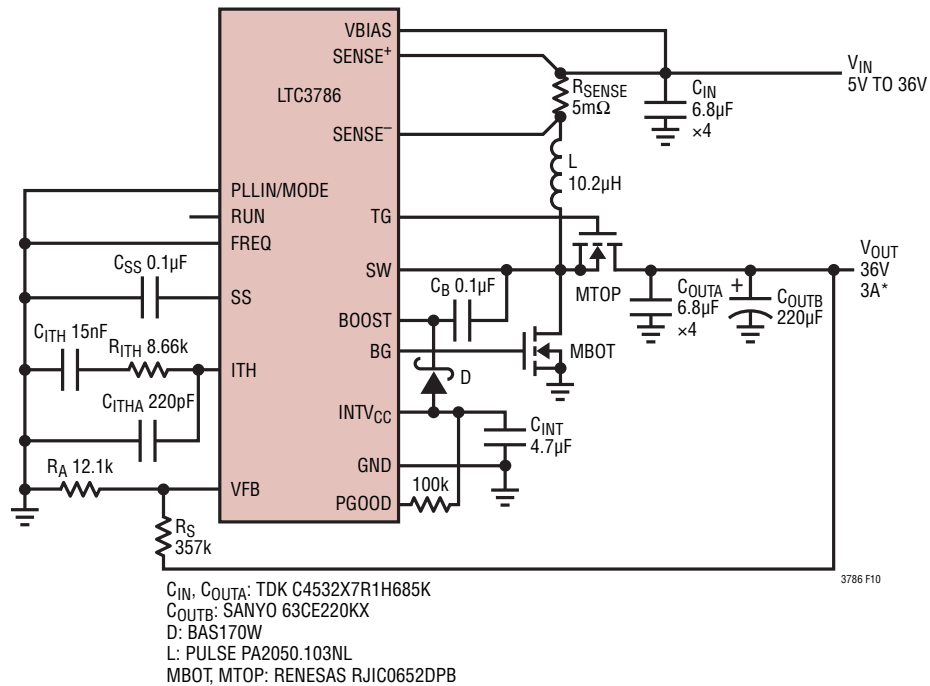 VBIAS
SENSE+
LTC3786
SENSE–
PLLIN/MODE
RUN
FREQ
SS
ITH
VFB
TG
SW
BOOST
BG
INTVCC
GND
PGOOD
VIN
5V TO 36V
CIN
6.8µF
×4
RSENSE
5mΩ
L
10.2µH
MTOP
VOUT
36V
3A*
COUTA
6.8µF
×4
+
COUTB
220µF
CB 0.1µF
MBOT
D
CINT
4.7µF
100k
CSS 0.1µF
CITH 15nF
RITH 8.66k
CITHA 220pF
RA 12.1k
RS
357k
3786 F10
CIN, COUTA: TDK C4532X7R1H685K
COUTB: SANYO 63CE220KX
D: BAS170W
L: PULSE PA2050.103NL
MBOT, MTOP: RENESAS RJIC0652DPB